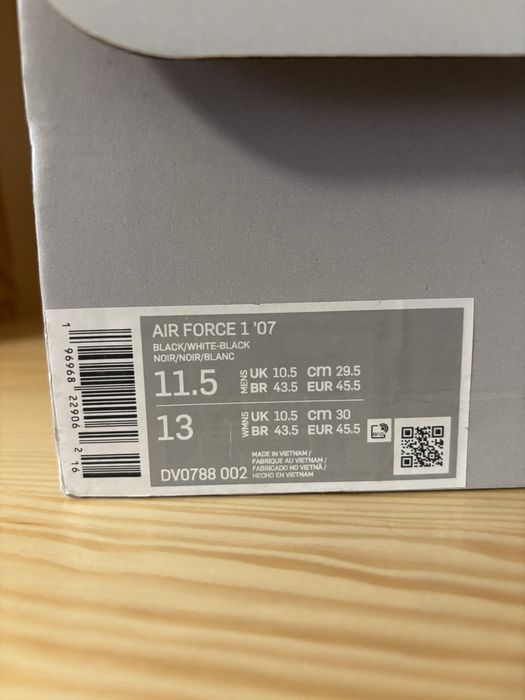 AIR FORCE 1 '07
BLACK/WHITE-BLACK
NOIR/NOIR/BLANC
11.5 MENS UK 10.5 cm 29.5
BR 43.5 EUR 45.5
13 WMNS UK 10.5 cm 30
BR 43.5 EUR 45.5
DV0788 002
MADE IN VIETNAM /
FABRIQUE AU VIETNAM /
FABRICADO NO VIETNÃ /
HECHO EN VIETNAM
1 96968 22906 2 16